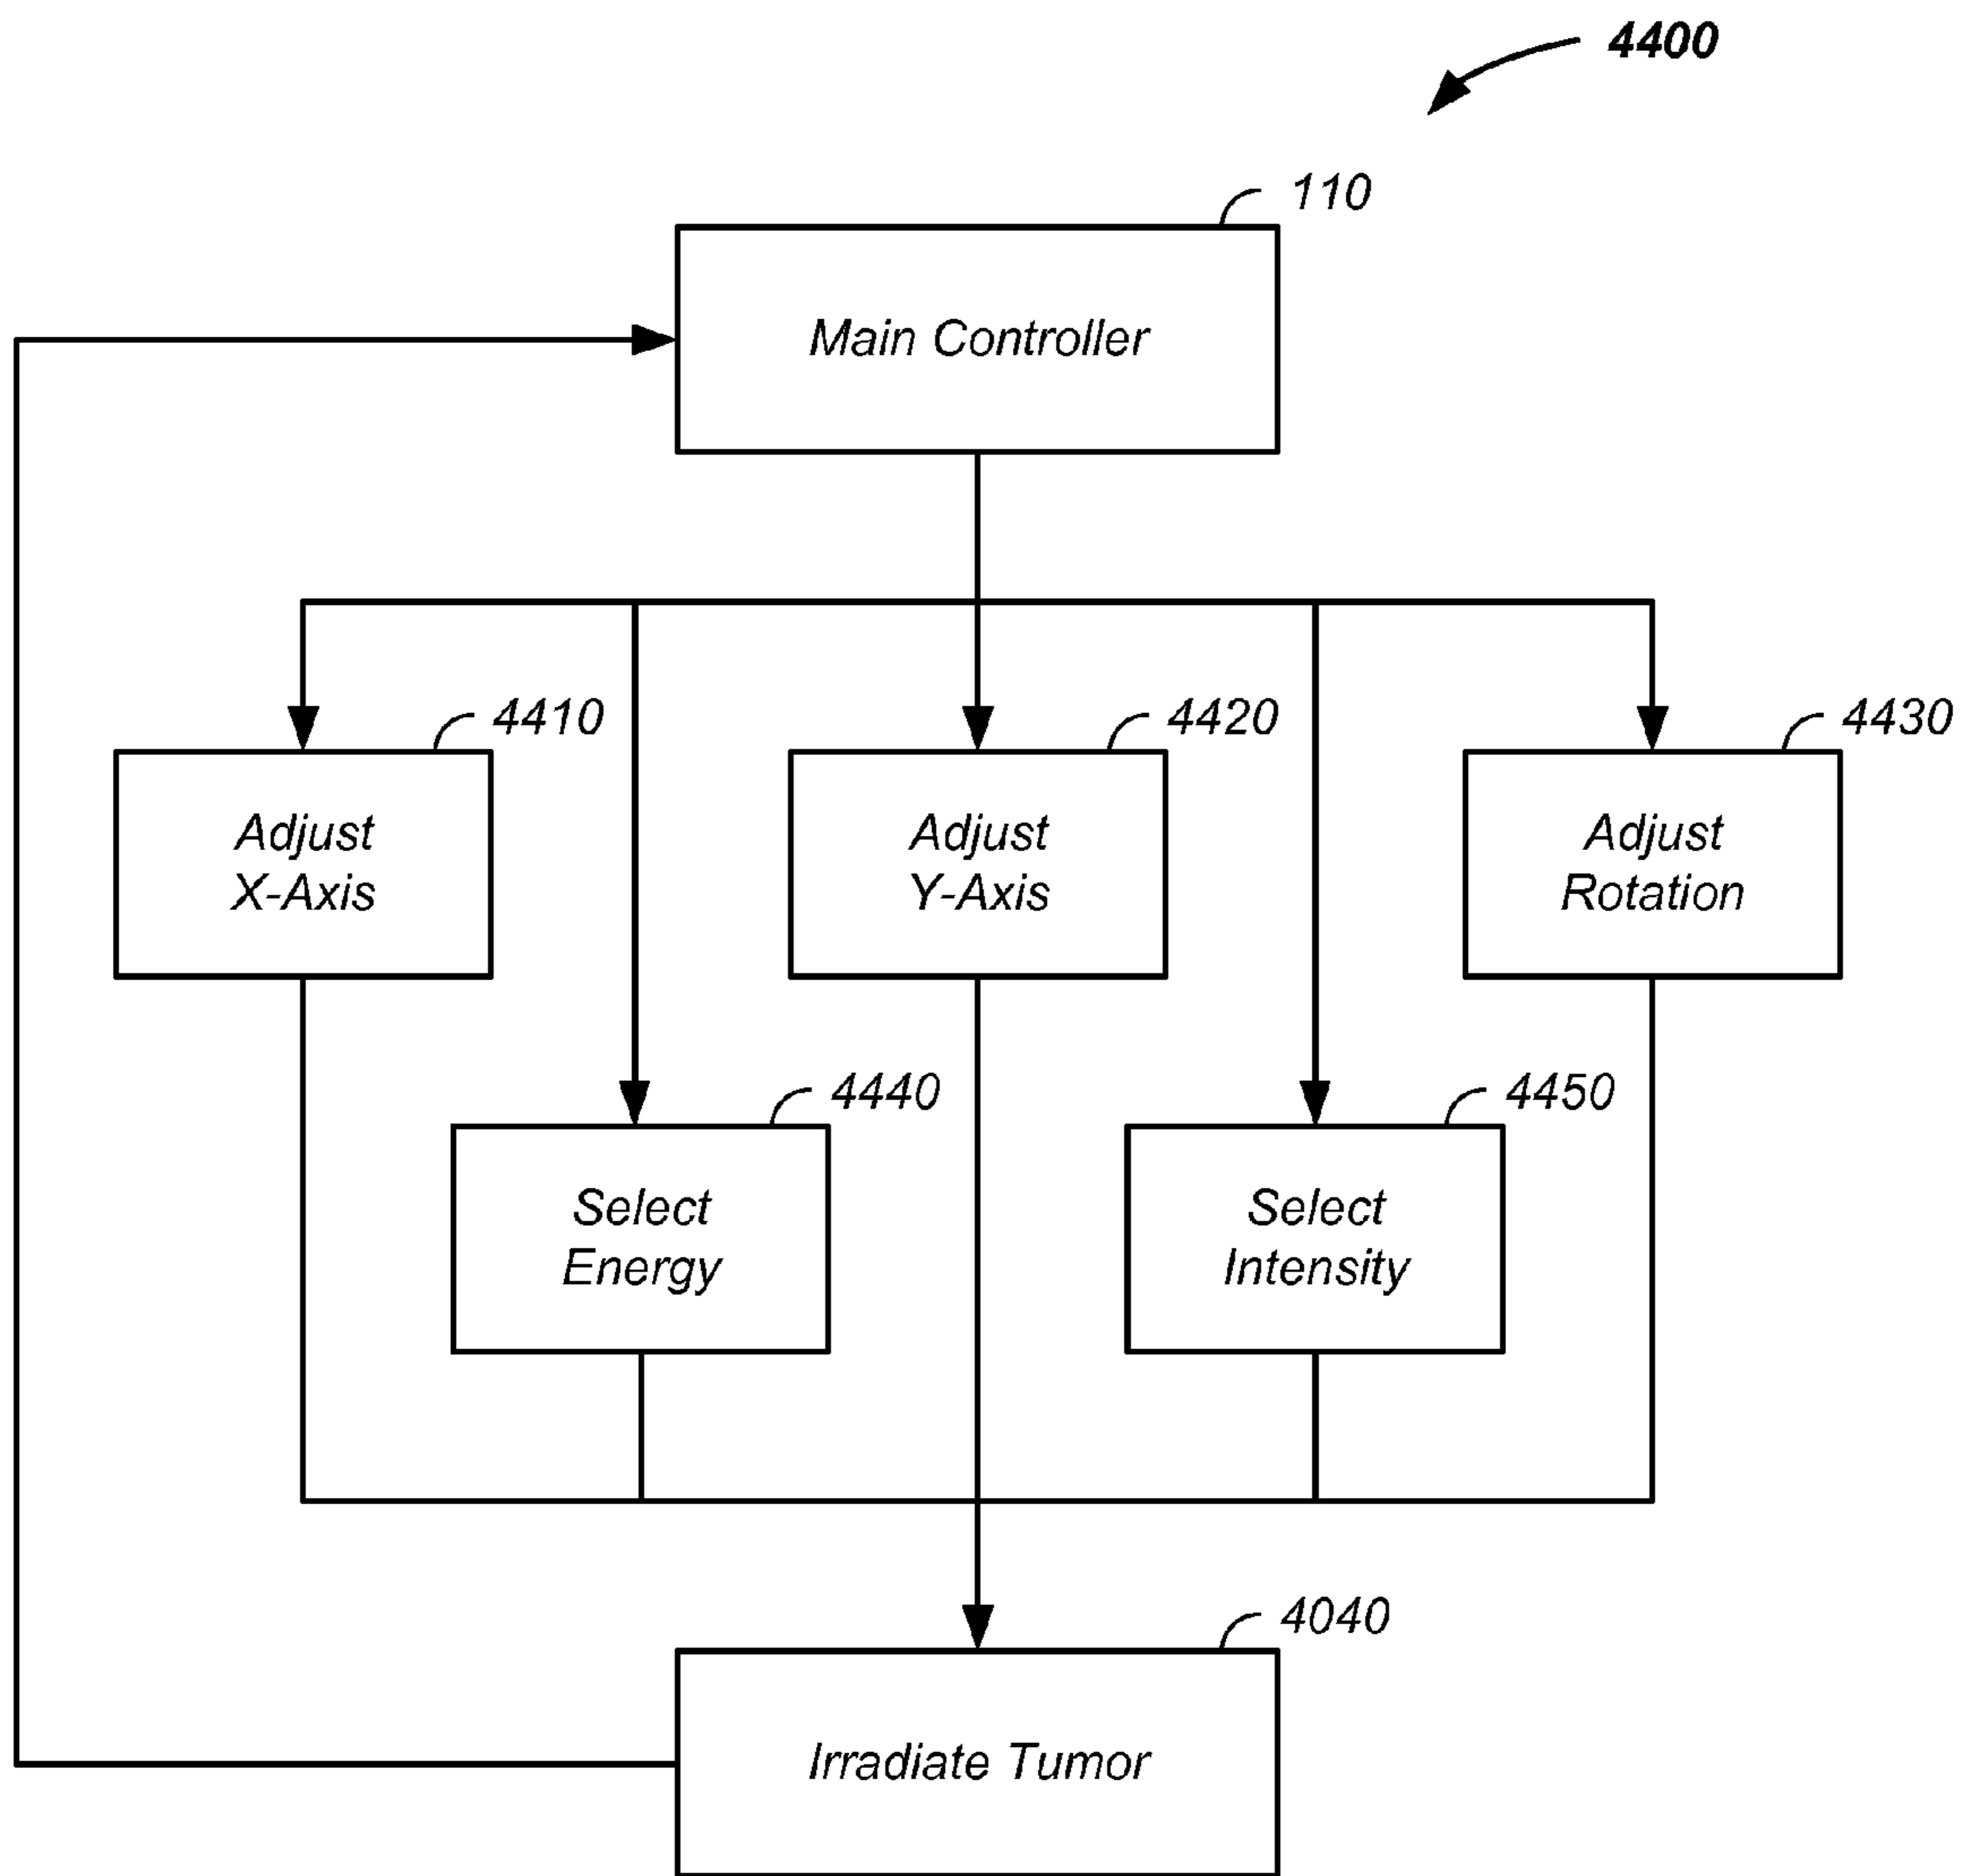 4400
110
Main Controller
4410
4420
4430
Adjust
X-Axis
Adjust
Y-Axis
Adjust
Rotation
4440
4450
Select
Energy
Select
Intensity
4040
Irradiate Tumor